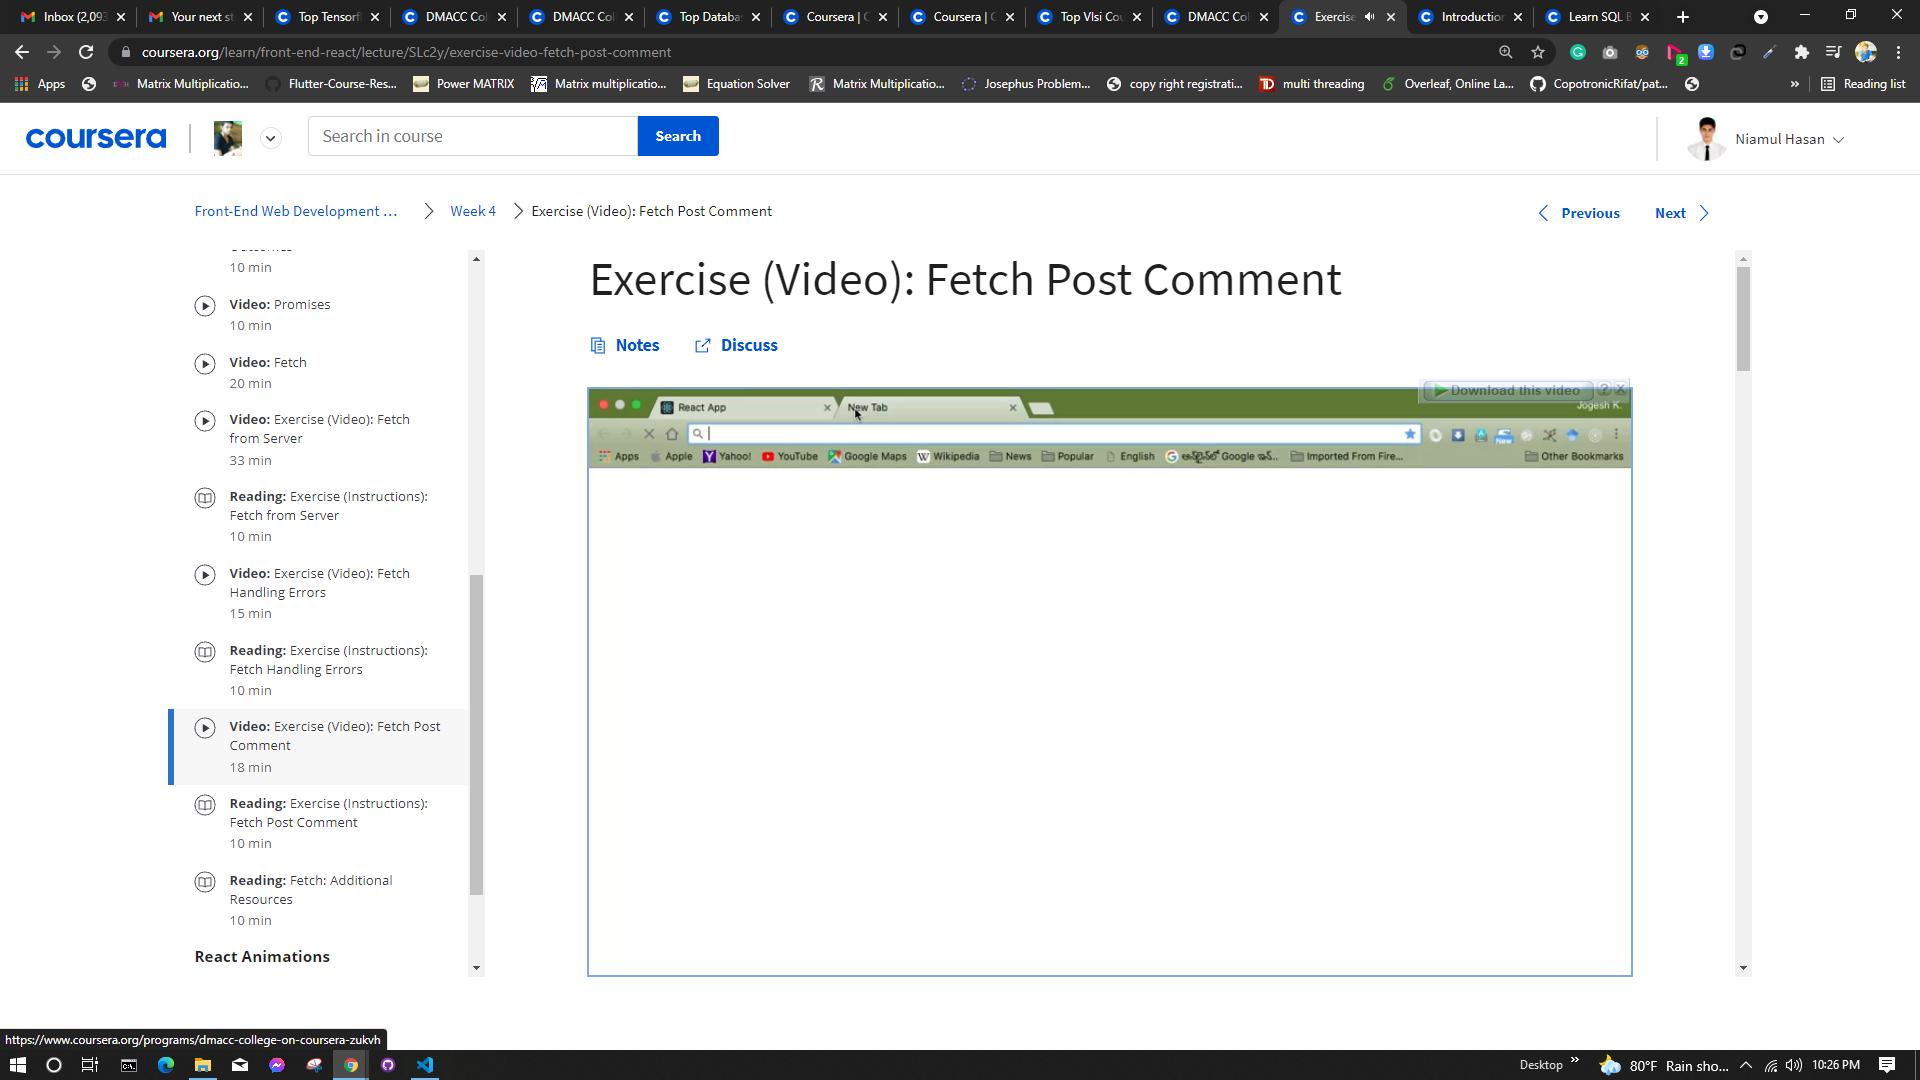 Inbox (2,093
Your next st
Top Tensorfl
DMACC Col
DMACC Col
Top Databa
Coursera | C
Coursera | C
Top Vlsi Cou
DMACC Col
Exercise
Introduction
Learn SQL B
coursera.org/learn/front-end-react/lecture/SLc2y/exercise-video-fetch-post-comment
2
Apps
Matrix Multiplicatio...
Flutter-Course-Res...
Power MATRIX
Matrix multiplicatio...
Equation Solver
Matrix Multiplicatio...
Josephus Problem...
copy right registrati...
multi threading
Overleaf, Online La...
CopotronicRifat/pat...
»
Reading list
coursera
Search in course
Search
Niamul Hasan
Front-End Web Development ...
Week 4
Exercise (Video): Fetch Post Comment
Previous
Next
10 min
Video: Promises
10 min
Video: Fetch
20 min
Video: Exercise (Video): Fetch
from Server
33 min
Reading: Exercise (Instructions):
Fetch from Server
10 min
Video: Exercise (Video): Fetch
Handling Errors
15 min
Reading: Exercise (Instructions):
Fetch Handling Errors
10 min
Video: Exercise (Video): Fetch Post
Comment
18 min
Reading: Exercise (Instructions):
Fetch Post Comment
10 min
Reading: Fetch: Additional
Resources
10 min
React Animations
Exercise (Video): Fetch Post Comment
Notes
Discuss
Download this video
?
React App
New Tab
Jogesh K.
New
Apps
Apple
Yahoo!
YouTube
Google Maps
Wikipedia
News
Popular
English
Google
Imported From Fire...
Other Bookmarks
https://www.coursera.org/programs/dmacc-college-on-coursera-zukvh
Desktop
»
80°F Rain sho...
10:26 PM